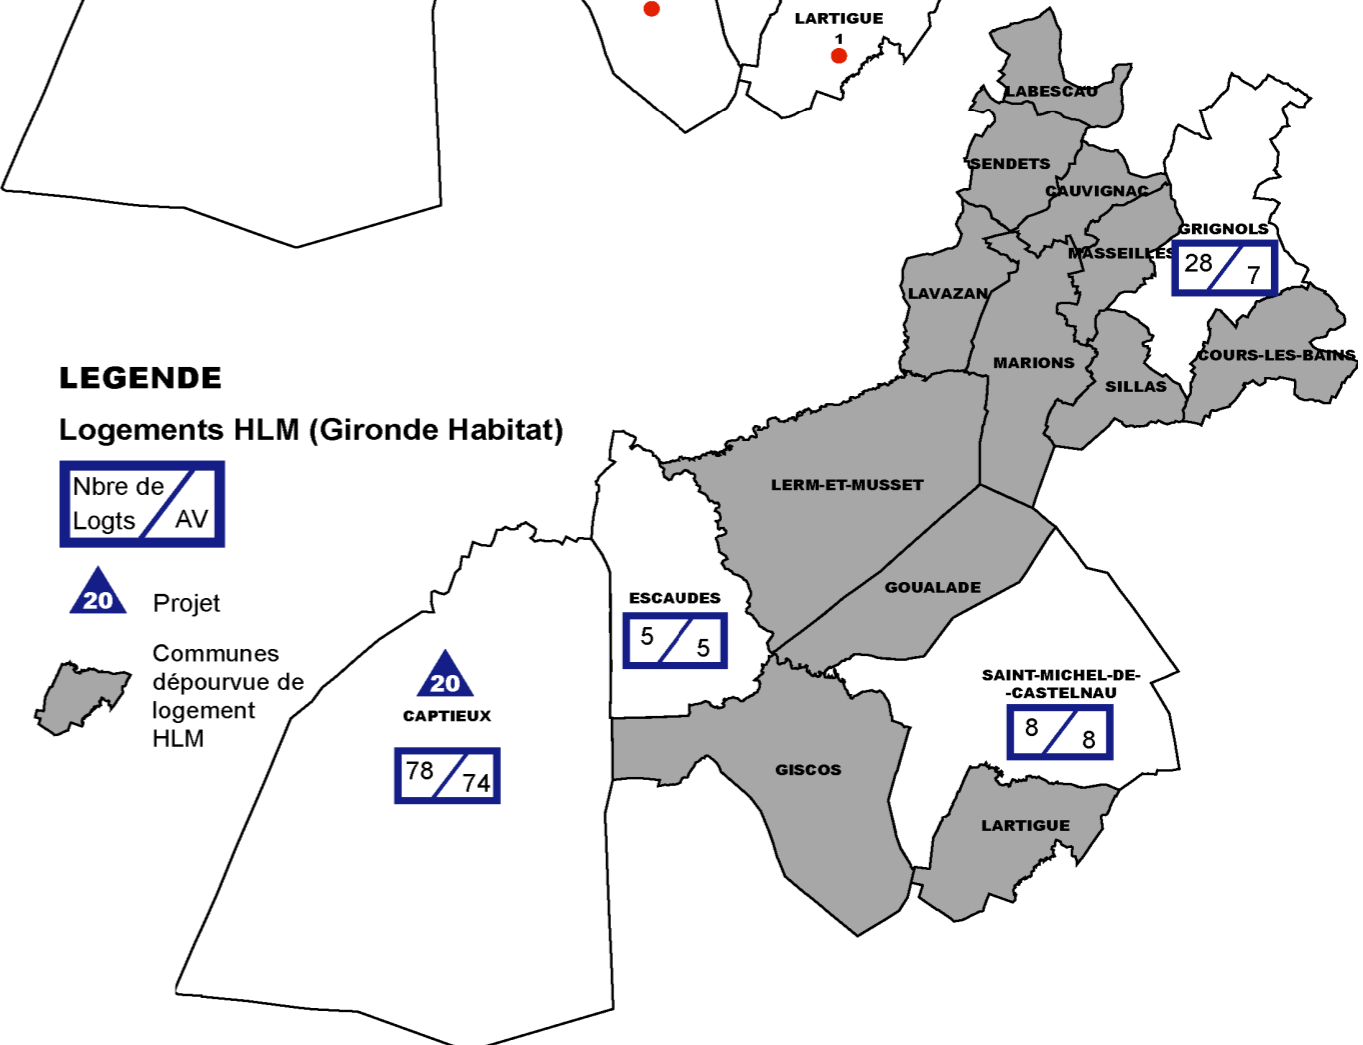 LARTIGUE
1
LABESCAU
SENDETS
CAUVIGNAC
GRIGNOLS
MASSEILLES
28 / 7
LAVAZAN
MARIONS
COURS-LES-BAINS
SILLAS
LEGENDE
Logements HLM (Gironde Habitat)
Nbre de
Logts / AV
20 Projet
Communes
dépourvue de
logement
HLM
LERM-ET-MUSSET
GOUALADE
ESCAUDES
5 / 5
20
CAPTIEUX
78 / 74
SAINT-MICHEL-DE-
-CASTELNAU
8 / 8
GISCOS
LARTIGUE